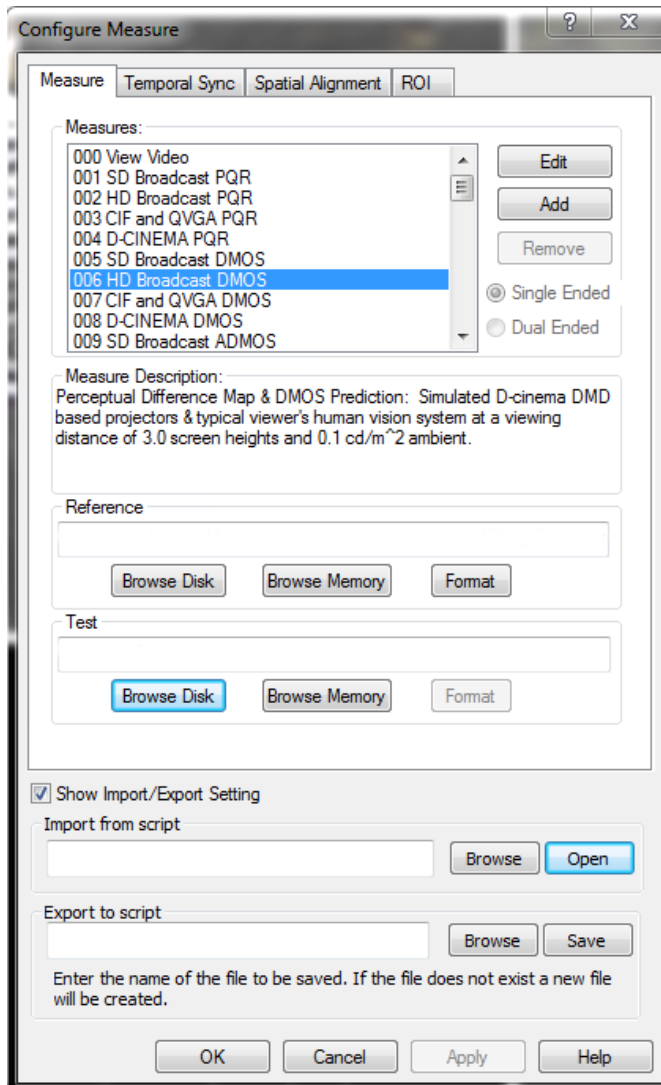 Configure Measure
?
X
Measure Temporal Sync Spatial Alignment ROI
Measures:
000 View Video
001 SD Broadcast PQR
002 HD Broadcast PQR
003 CIF and QVGA PQR
004 D-CINEMA PQR
005 SD Broadcast DMOS
006 HD Broadcast DMOS
007 CIF and QVGA DMOS
008 D-CINEMA DMOS
009 SD Broadcast ADMOS
Edit
Add
Remove
Single Ended
Dual Ended
Measure Description:
Perceptual Difference Map & DMOS Prediction: Simulated D-cinema DMD
based projectors & typical viewer's human vision system at a viewing
distance of 3.0 screen heights and 0.1 cd/m^2 ambient.
Reference
Browse Disk Browse Memory Format
Test
Browse Disk Browse Memory Format
Show Import/Export Setting
Import from script
Browse Open
Export to script
Browse Save
Enter the name of the file to be saved. If the file does not exist a new file
will be created.
OK Cancel Apply Help